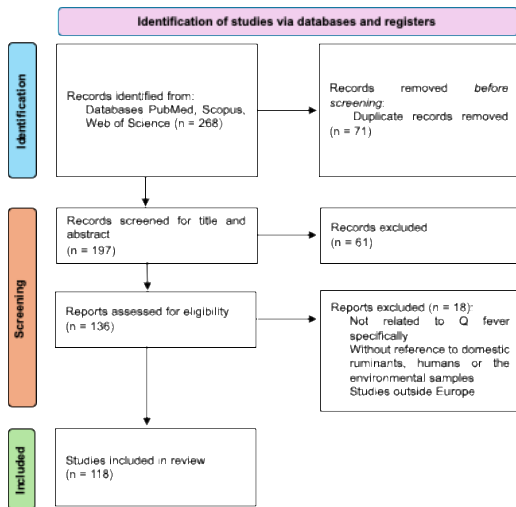 Identification of studies via databases and registers
Identification
Records identified from:
Databases PubMed, Scopus,
Web of Science (n = 268)
Records removed before
screening:
Duplicate records removed
(n = 71)
Screening
Records screened for title and
abstract
(n = 197)
Records excluded
(n = 61)
Reports assessed for eligibility
(n = 136)
Reports excluded (n = 18):
Not related to Q fever
specifically
Without reference to domestic
ruminants, humans or the
environmental samples
Studies outside Europe
Included
Studies included in review
(n = 118)